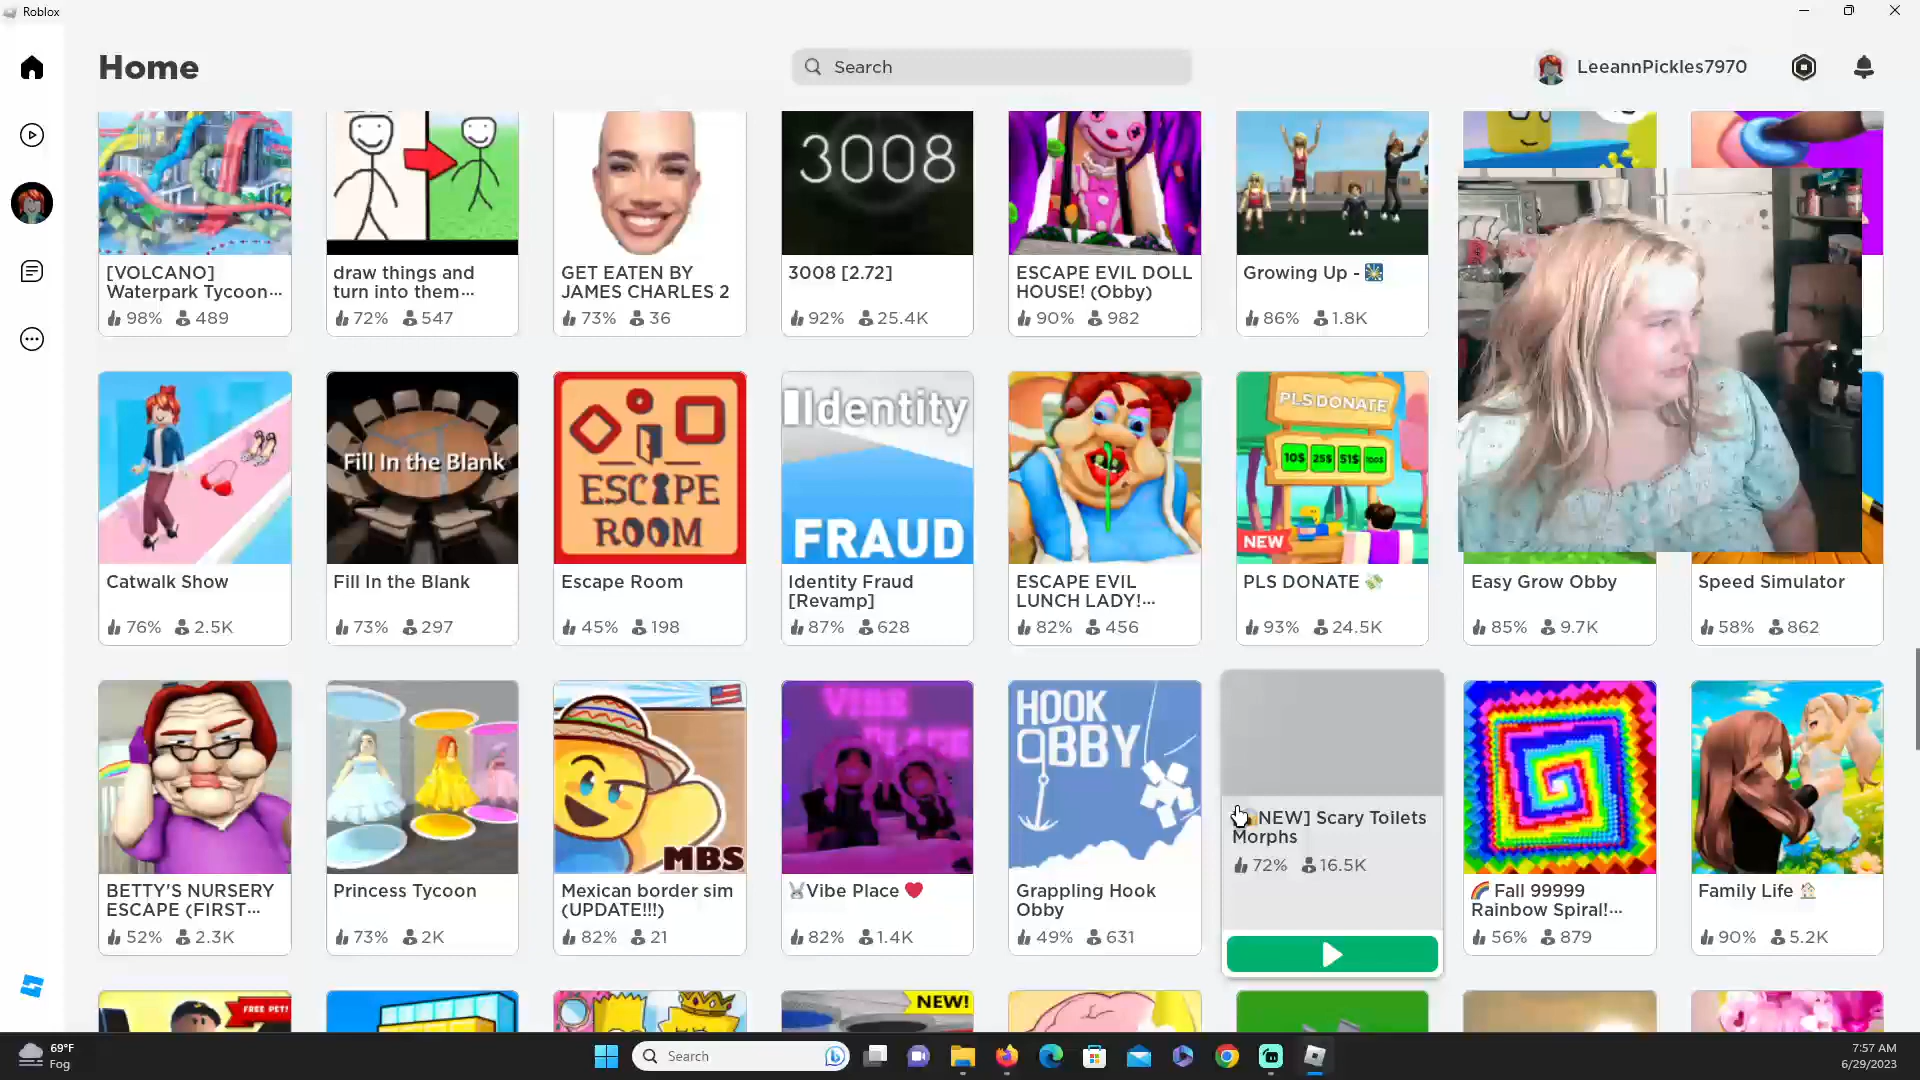 Roblox
Home
Search
LeeannPickles7970
3008
[VOLCANO]
Waterpark Tycoon...
98% 489
draw things and
turn into them...
72% 547
GET EATEN BY
JAMES CHARLES 2
73% 36
3008 [2.72]
92% 25.4K
ESCAPE EVIL DOLL
HOUSE! (Obby)
90% 982
Growing Up - 🎆
86% 1.8K
Fill In the Blank
ESCAPE
ROOM
Identity
FRAUD
PLS DONATE
10$ 25$ 51$ 100$
NEW
Catwalk Show
76% 2.5K
Fill In the Blank
73% 297
Escape Room
45% 198
Identity Fraud
[Revamp]
87% 628
ESCAPE EVIL
LUNCH LADY!...
82% 456
PLS DONATE 💸
93% 24.5K
Easy Grow Obby
85% 9.7K
Speed Simulator
58% 862
MBS
VIBE
PLACE
HOOK
OBBY
BETTY'S NURSERY
ESCAPE (FIRST...
52% 2.3K
Princess Tycoon
73% 2K
Mexican border sim
(UPDATE!!!)
82% 21
🐰Vibe Place ❤️
82% 1.4K
Grappling Hook
Obby
49% 631
NEW] Scary Toilets
Morphs
72% 16.5K
🌈 Fall 99999
Rainbow Spiral!...
56% 879
Family Life 🏠
90% 5.2K
FREE PET!
NEW!
69°F
Fog
Search
7:57 AM
6/29/2023